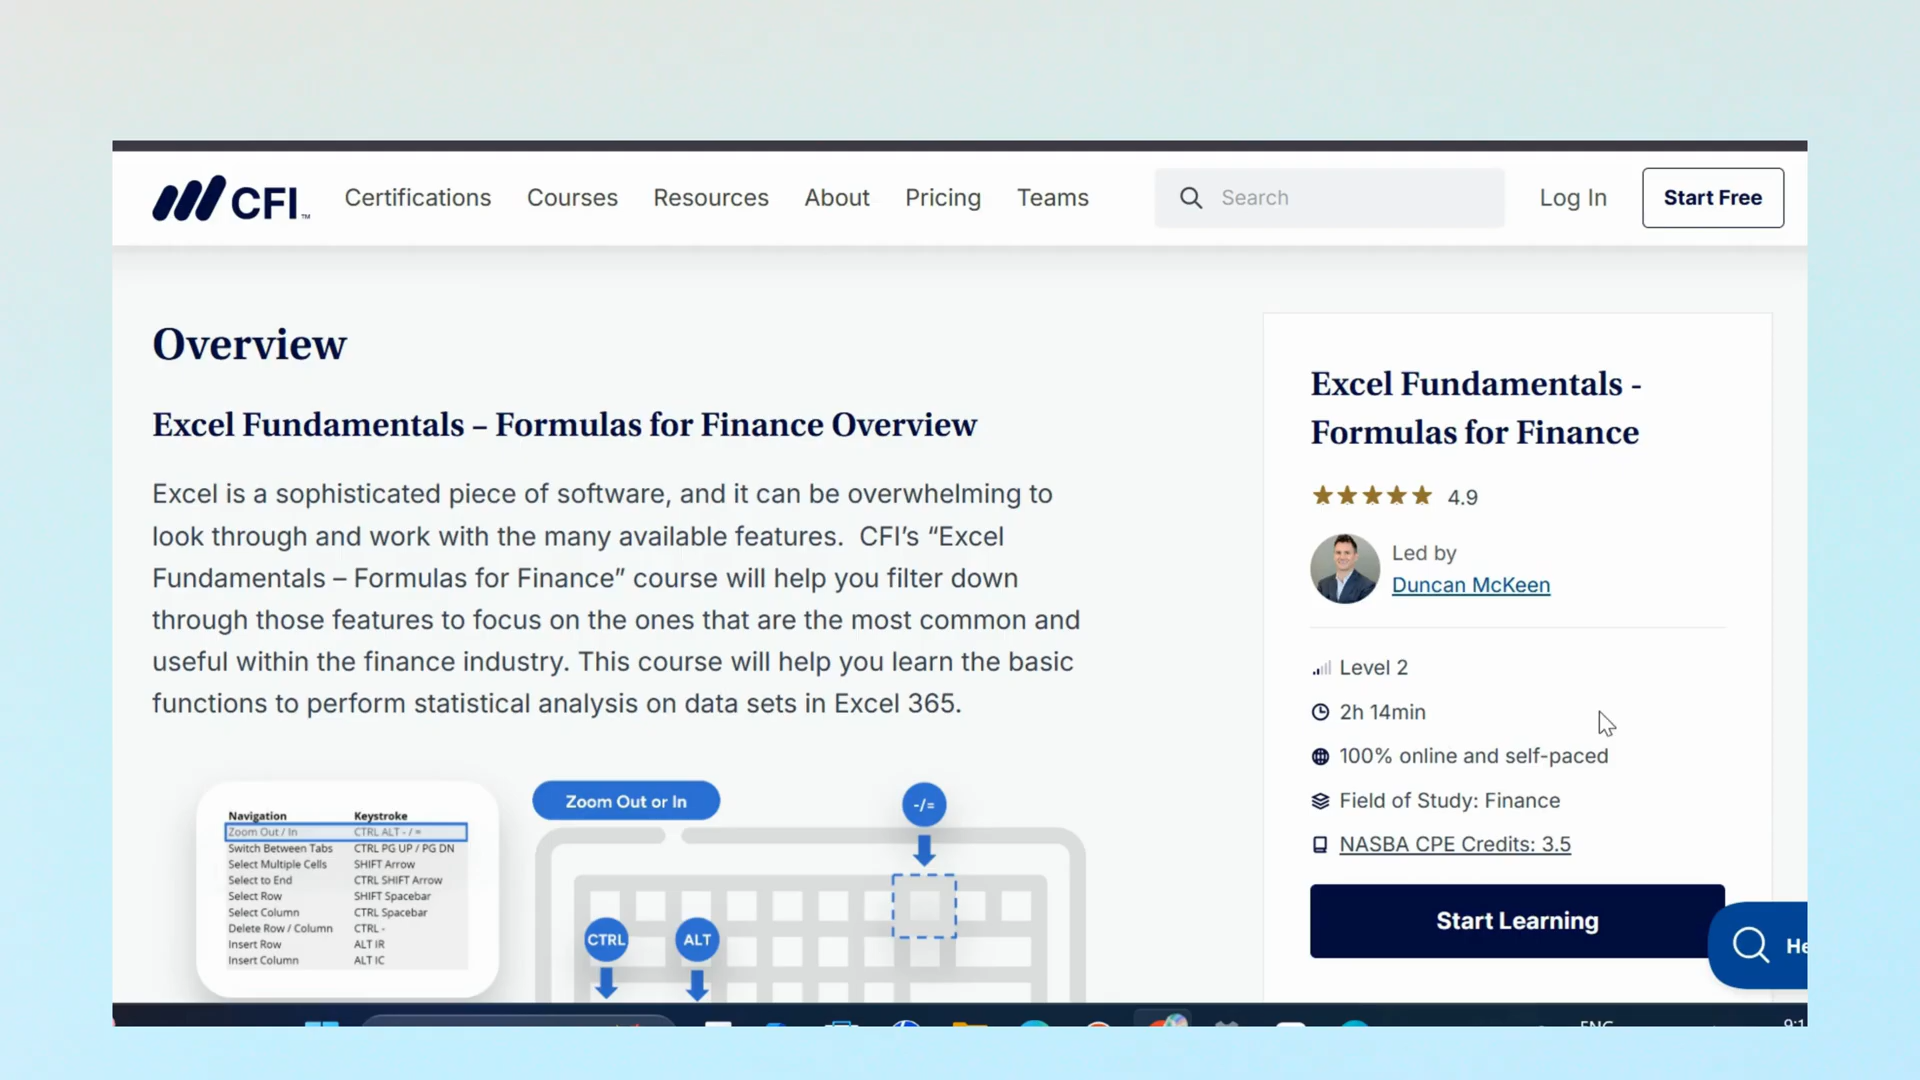 CFI™
Certifications
Courses
Resources
About
Pricing
Teams
Search
Log In
Start Free
Overview
Excel Fundamentals – Formulas for Finance Overview
Excel is a sophisticated piece of software, and it can be overwhelming to
look through and work with the many available features.  CFI’s “Excel
Fundamentals – Formulas for Finance” course will help you filter down
through those features to focus on the ones that are the most common and
useful within the finance industry. This course will help you learn the basic
functions to perform statistical analysis on data sets in Excel 365.
Navigation Keystroke
Zoom Out / In CTRL ALT - / =
Switch Between Tabs CTRL PG UP / PG DN
Select Multiple Cells SHIFT Arrow
Select to End CTRL SHIFT Arrow
Select Row SHIFT Spacebar
Select Column CTRL Spacebar
Delete Row / Column CTRL -
Insert Row ALT IR
Insert Column ALT IC
Zoom Out or In
-/=
CTRL
ALT
Excel Fundamentals -
Formulas for Finance
4.9
Led by
Duncan McKeen
Level 2
2h 14min
100% online and self-paced
Field of Study: Finance
NASBA CPE Credits: 3.5
Start Learning
He
ENG